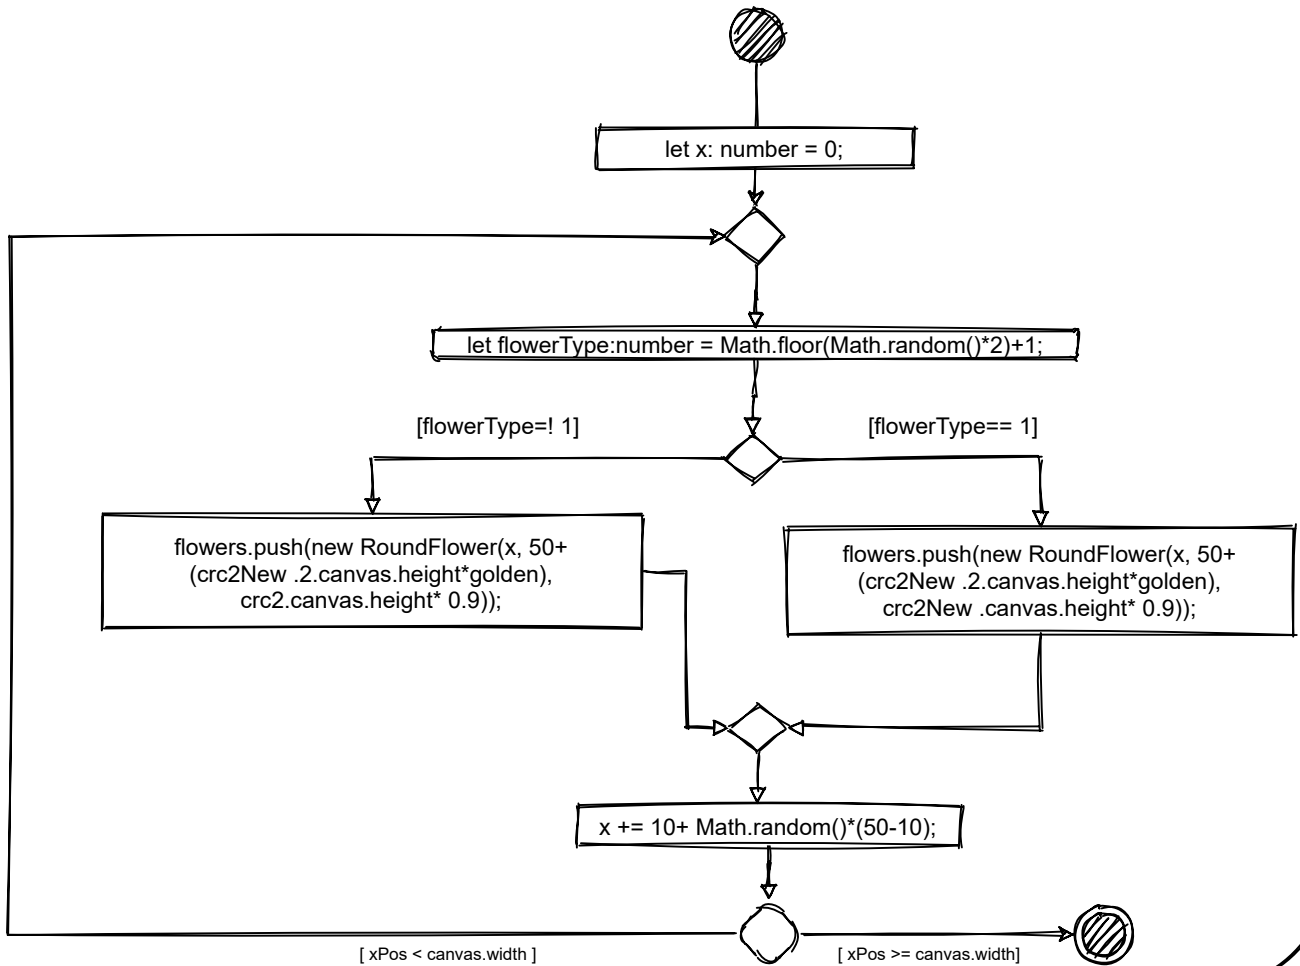 let x: number = 0;
let flowerType:number = Math.floor(Math.random()*2)+1;
[flowerType=! 1]
[flowerType== 1]
flowers.push(new RoundFlower(x, 50+
(crc2New .2.canvas.height*golden),
crc2.canvas.height* 0.9));
flowers.push(new RoundFlower(x, 50+
(crc2New .2.canvas.height*golden),
crc2New .canvas.height* 0.9));
x += 10+ Math.random()*(50-10);
[ xPos < canvas.width ]
[ xPos >= canvas.width]